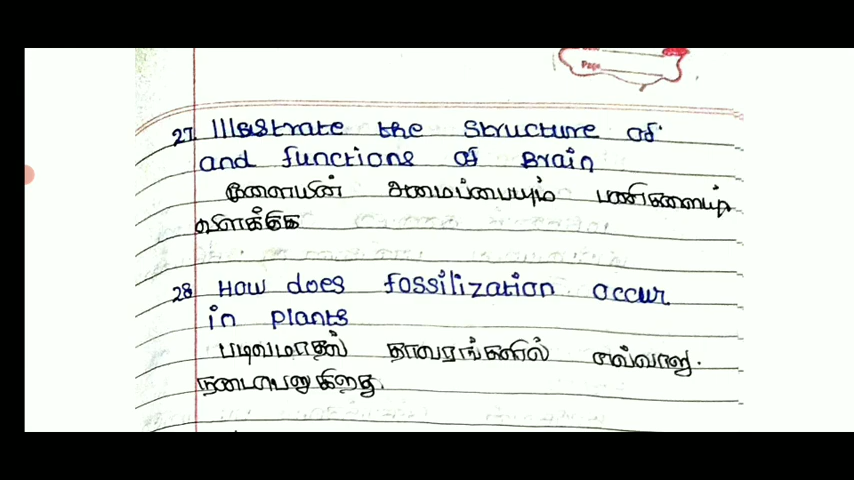 Page
27. Illustrate the structure of
and functions of Brain
மூளையின் அமைப்பையும் பணிகளையும்
விளக்குக
28. How does fossilization occur
in plants
படிவமாதல் தாவரங்களில் எவ்வாறு.
நடைபெறுகிறது.